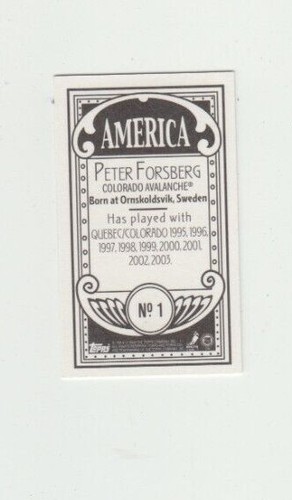 AMERICA
PETER FORSBERG
COLORADO AVALANCHE®
Born at Ornskoldsvik, Sweden
Has played with
QUEBEC/COLORADO 1995, 1996,
1997, 1998, 1999, 2000, 2001,
2002, 2003.
Nº 1
TOPPS